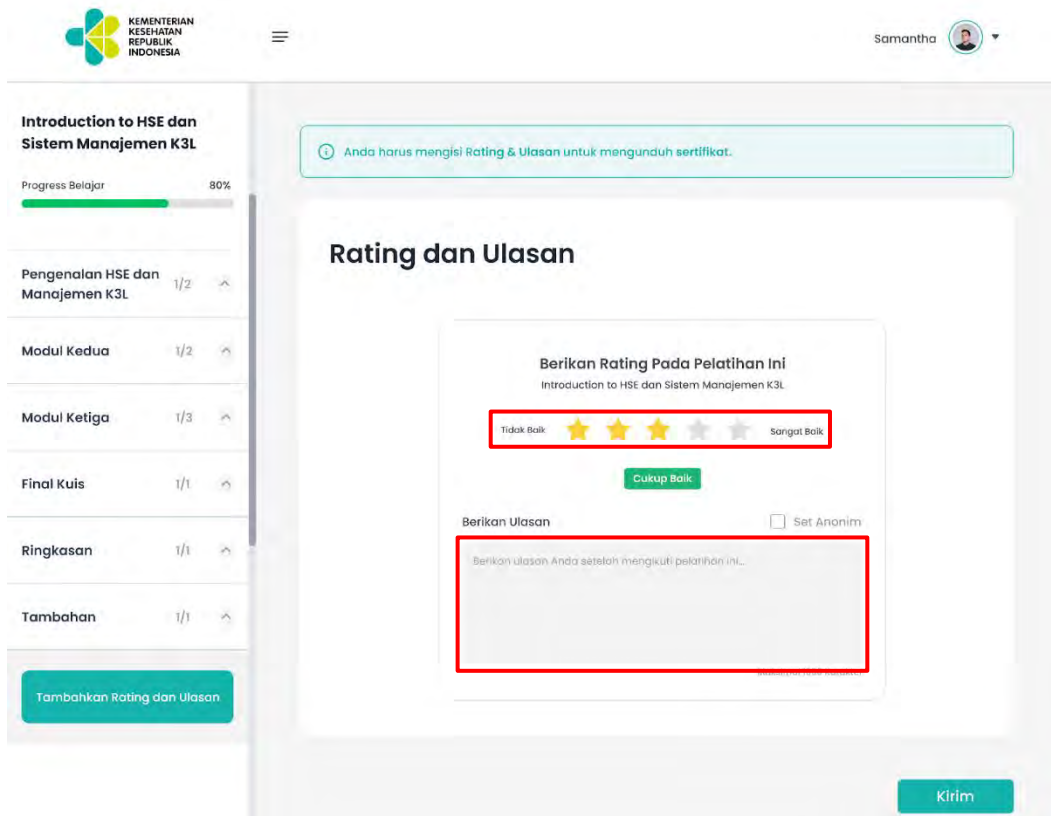 KEMENTERIAN
KESEHATAN
REPUBLIK
INDONESIA
Samantha
Introduction to HSE dan
Sistem Manajemen K3L
Progress Belajar 80%
Pengenalan HSE dan
Manajemen K3L 1/2
Modul Kedua 1/2
Modul Ketiga 1/3
Final Kuis 1/1
Ringkasan 1/1
Tambahan 1/1
Tambahkan Rating dan Ulasan
Anda harus mengisi Rating & Ulasan untuk mengunduh sertifikat.
Rating dan Ulasan
Berikan Rating Pada Pelatihan Ini
Introduction to HSE dan Sistem Manajemen K3L
Tidak Baik Sangat Baik
Cukup Baik
Berikan Ulasan Set Anonim
Berikan ulasan Anda setelah mengikuti pelatihan ini...
Kirim